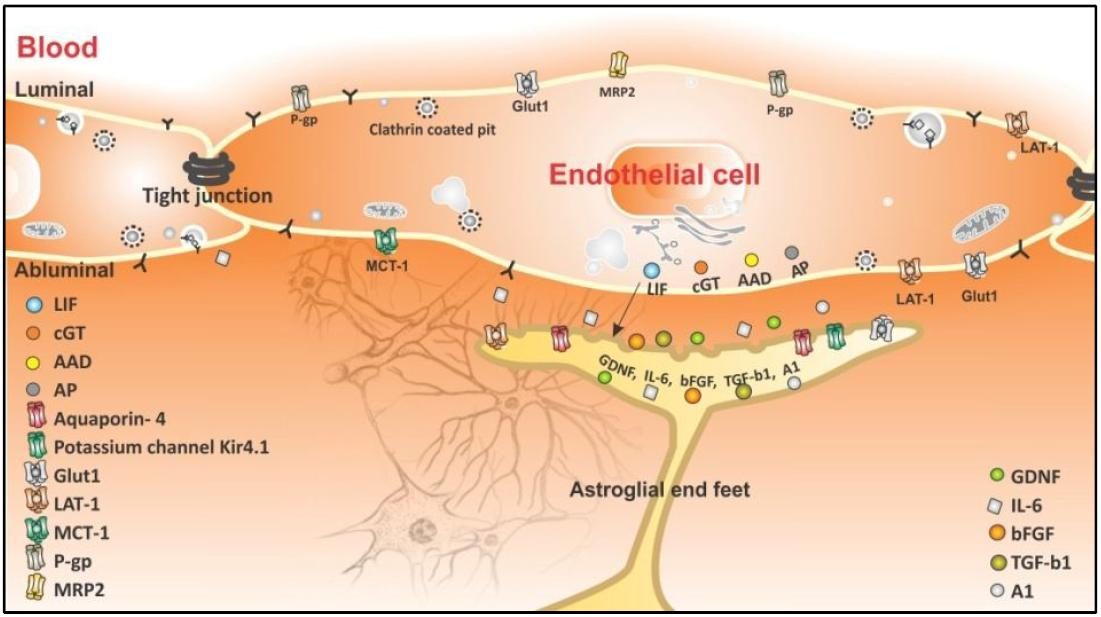 Blood
Luminal
P-gp
Clathrin coated pit
Glut1
MRP2
P-gp
LAT-1
Endothelial cell
Tight junction
Abluminal
MCT-1
LIF
cGT
AAD
AP
LAT-1
Glut1
GDNF, IL-6, bFGF, TGF-b1, A1
Astroglial end feet
LIF
cGT
AAD
AP
Aquaporin- 4
Potassium channel Kir4.1
Glut1
LAT-1
MCT-1
P-gp
MRP2
GDNF
IL-6
bFGF
TGF-b1
A1